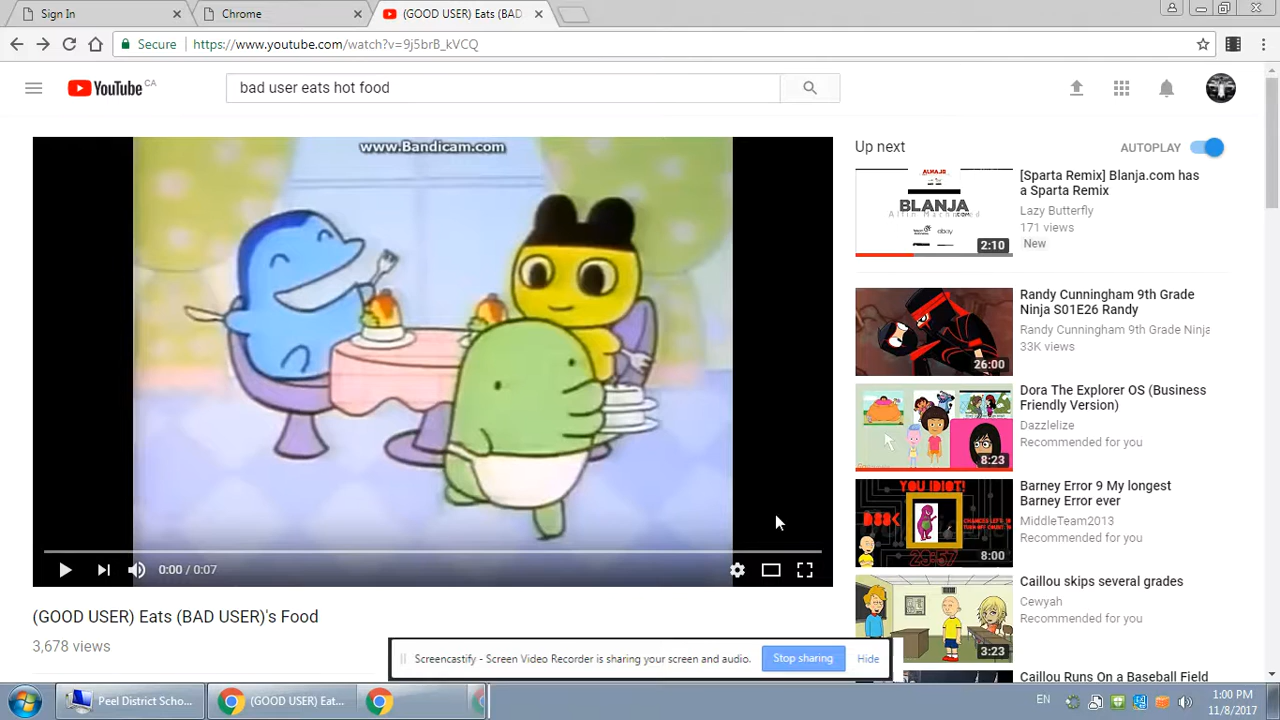 Sign In
Chrome
(GOOD USER) Eats (BAD
Secure
https://www.youtube.com/watch?v=9j5brB_kVCQ
YouTube CA
bad user eats hot food
www.Bandicam.com
Up next
AUTOPLAY
BLANJA
.COM
ebay
2:10
[Sparta Remix] Blanja.com has
a Sparta Remix
Lazy Butterfly
171 views
New
26:00
Randy Cunningham 9th Grade
Ninja S01E26 Randy
Randy Cunningham 9th Grade Ninja
33K views
8:23
Dora The Explorer OS (Business
Friendly Version)
Dazzlelize
Recommended for you
YOU IDIOT!
8:00
Barney Error 9 My longest
Barney Error ever
MiddleTeam2013
Recommended for you
3:23
Caillou skips several grades
Cewyah
Recommended for you
Caillou Runs On a Baseball Field
0:00 / 0:07
(GOOD USER) Eats (BAD USER)'s Food
3,678 views
Screencastify - Screen Video Recorder is sharing your screen and audio.
Stop sharing
Hide
Peel District Scho...
(GOOD USER) Eat...
EN
1:00 PM
11/8/2017